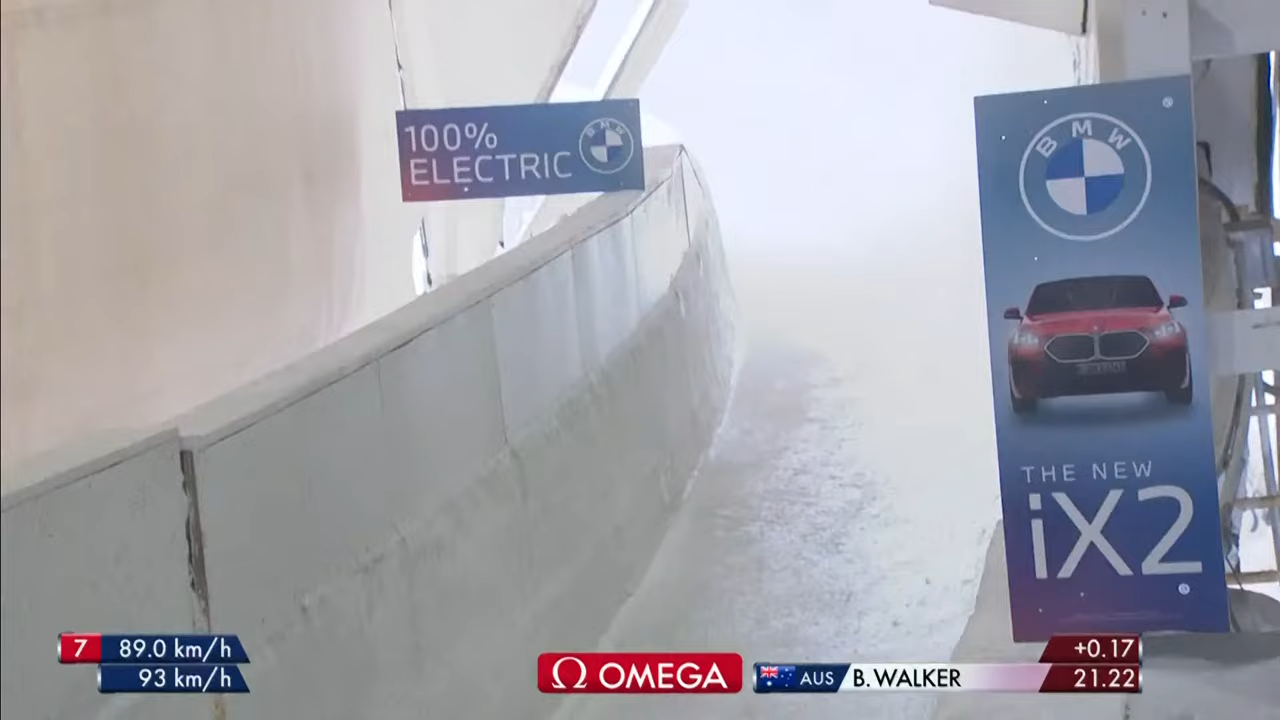 100%
ELECTRIC
BMW
BMW
THE NEW
iX2
7 89.0 km/h
93 km/h
Ω OMEGA
AUS B. WALKER
+0.17
21.22